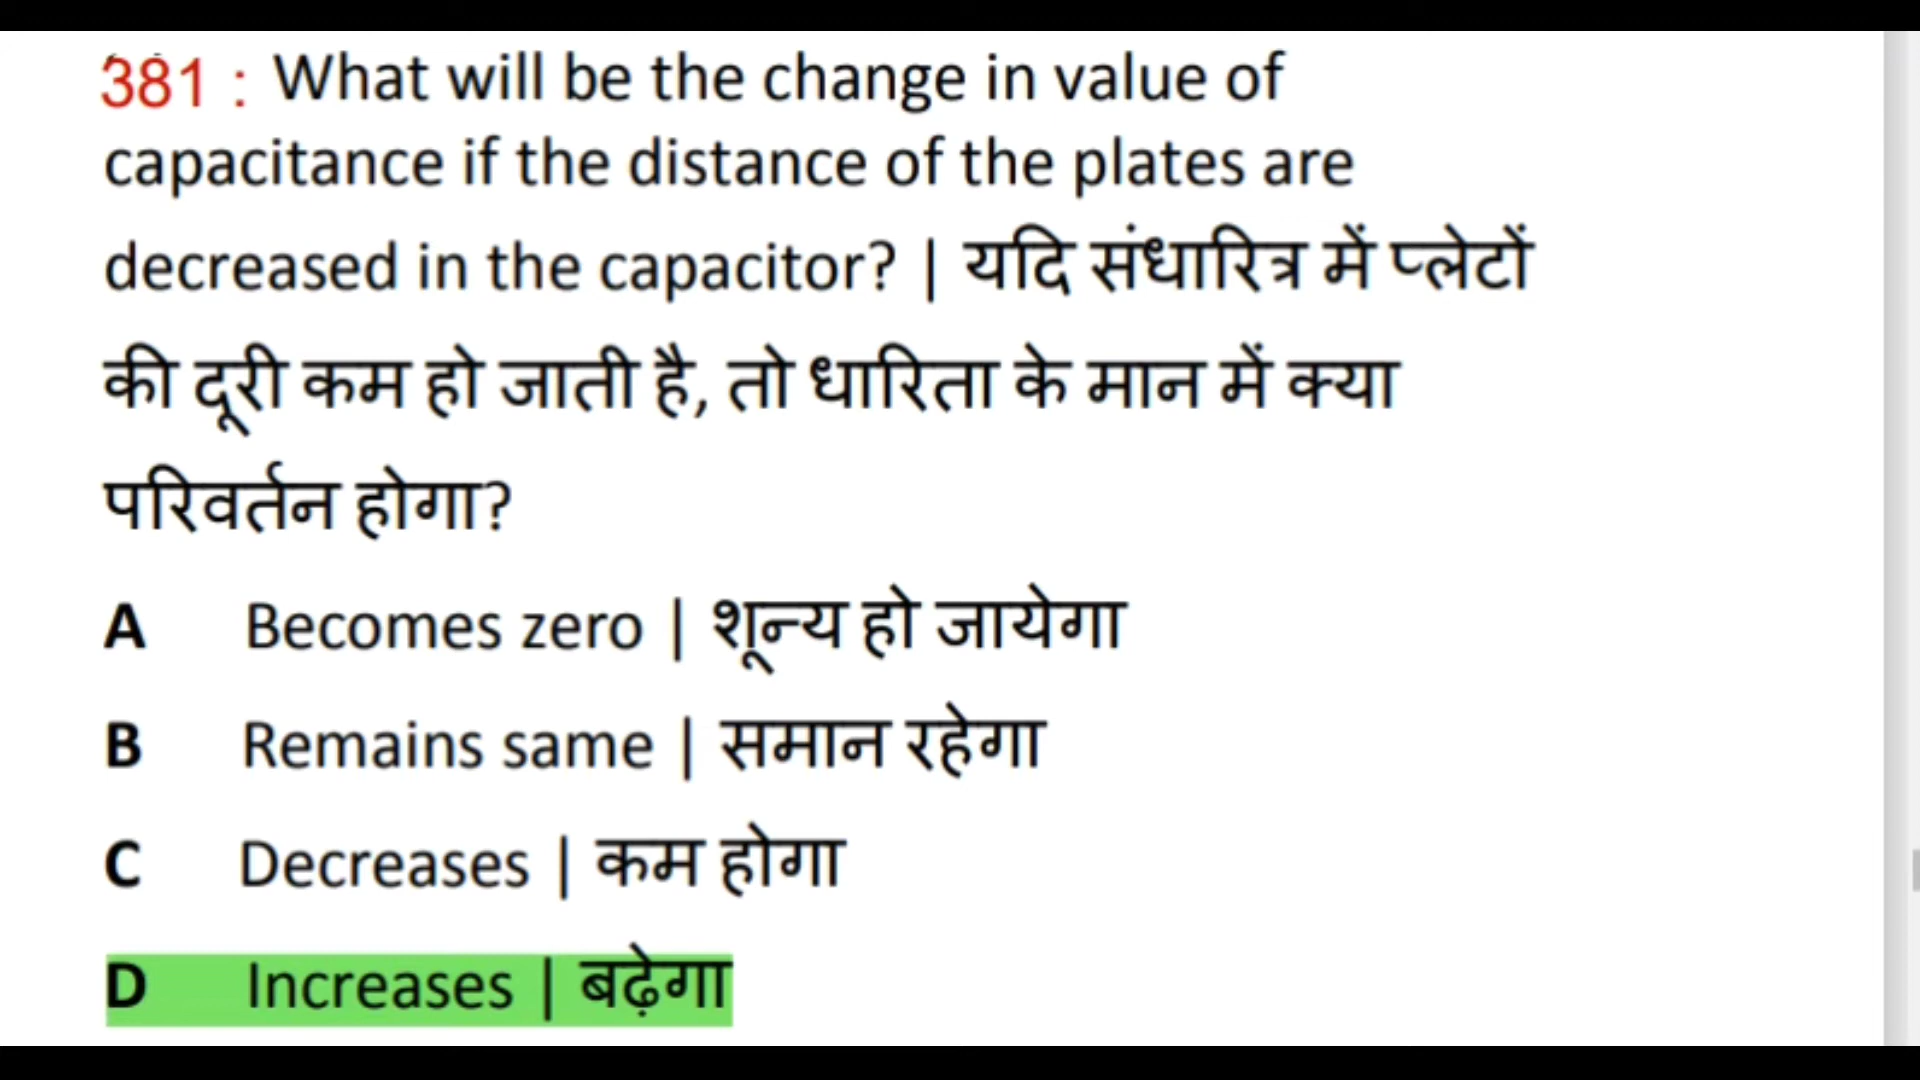 381 : What will be the change in value of
capacitance if the distance of the plates are
decreased in the capacitor? | यदि संधारित्र में प्लेटों
की दूरी कम हो जाती है, तो धारिता के मान में क्या
परिवर्तन होगा?
A Becomes zero | शून्य हो जायेगा
B Remains same | समान रहेगा
C Decreases | कम होगा
D Increases | बढ़ेगा